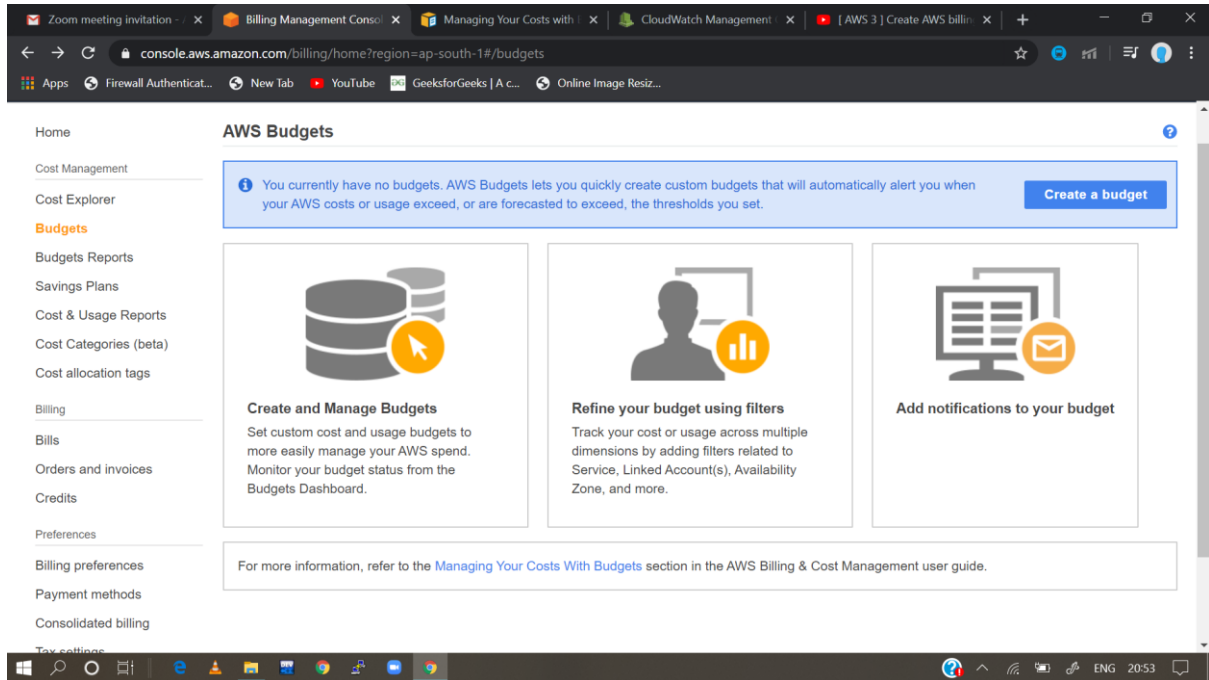 Zoom meeting invitation - /
Billing Management Consol
Managing Your Costs with
CloudWatch Management
[ AWS 3 ] Create AWS billin
console.aws.amazon.com/billing/home?region=ap-south-1#/budgets
Apps
Firewall Authenticat...
New Tab
YouTube
GeeksforGeeks | A c...
Online Image Resiz...
Home
Cost Management
Cost Explorer
Budgets
Budgets Reports
Savings Plans
Cost & Usage Reports
Cost Categories (beta)
Cost allocation tags
Billing
Bills
Orders and invoices
Credits
Preferences
Billing preferences
Payment methods
Consolidated billing
Tax settings
AWS Budgets
You currently have no budgets. AWS Budgets lets you quickly create custom budgets that will automatically alert you when
your AWS costs or usage exceed, or are forecasted to exceed, the thresholds you set.
Create a budget
Create and Manage Budgets
Set custom cost and usage budgets to
more easily manage your AWS spend.
Monitor your budget status from the
Budgets Dashboard.
Refine your budget using filters
Track your cost or usage across multiple
dimensions by adding filters related to
Service, Linked Account(s), Availability
Zone, and more.
Add notifications to your budget
For more information, refer to the Managing Your Costs With Budgets section in the AWS Billing & Cost Management user guide.
ENG
20:53